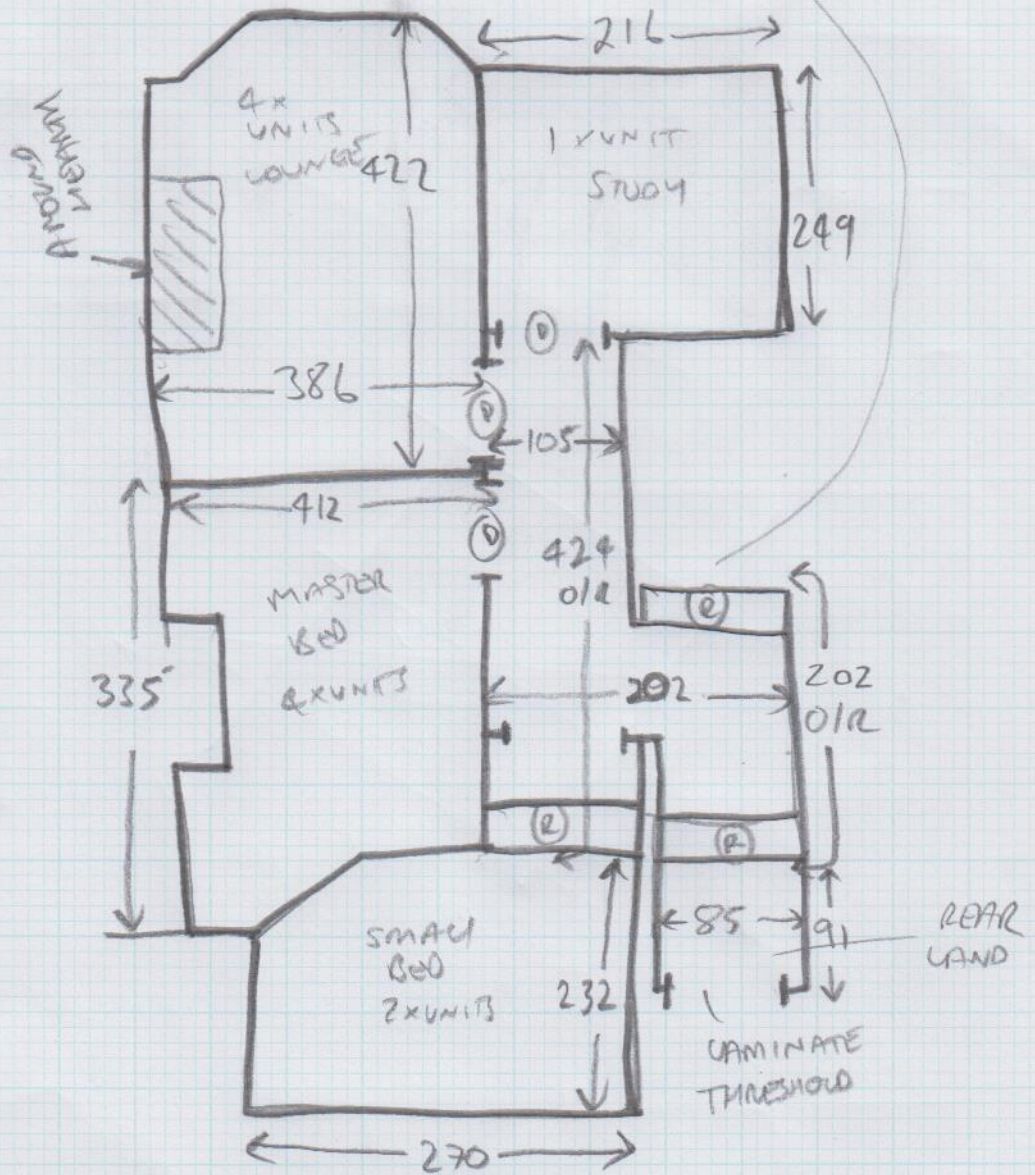 216
4x
UNITS
LOUNGE
422
1 x UNIT
STUDY
249
AROUND
386
D
D
105
412
D
424
O/R
MASTER
BED
4 x UNITS
R
335
202
202
O/R
R
R
SMALL
BED
2 x UNITS
232
85
91
REAR
LAND
LAMINATE
THRESHOLD
270